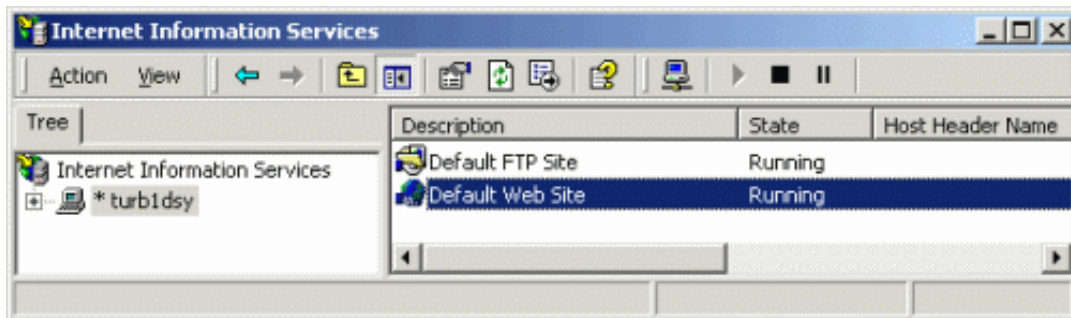 Internet Information Services
Action View
Tree
Description State Host Header Name
Internet Information Services
* turb1dsy
Default FTP Site Running
Default Web Site Running